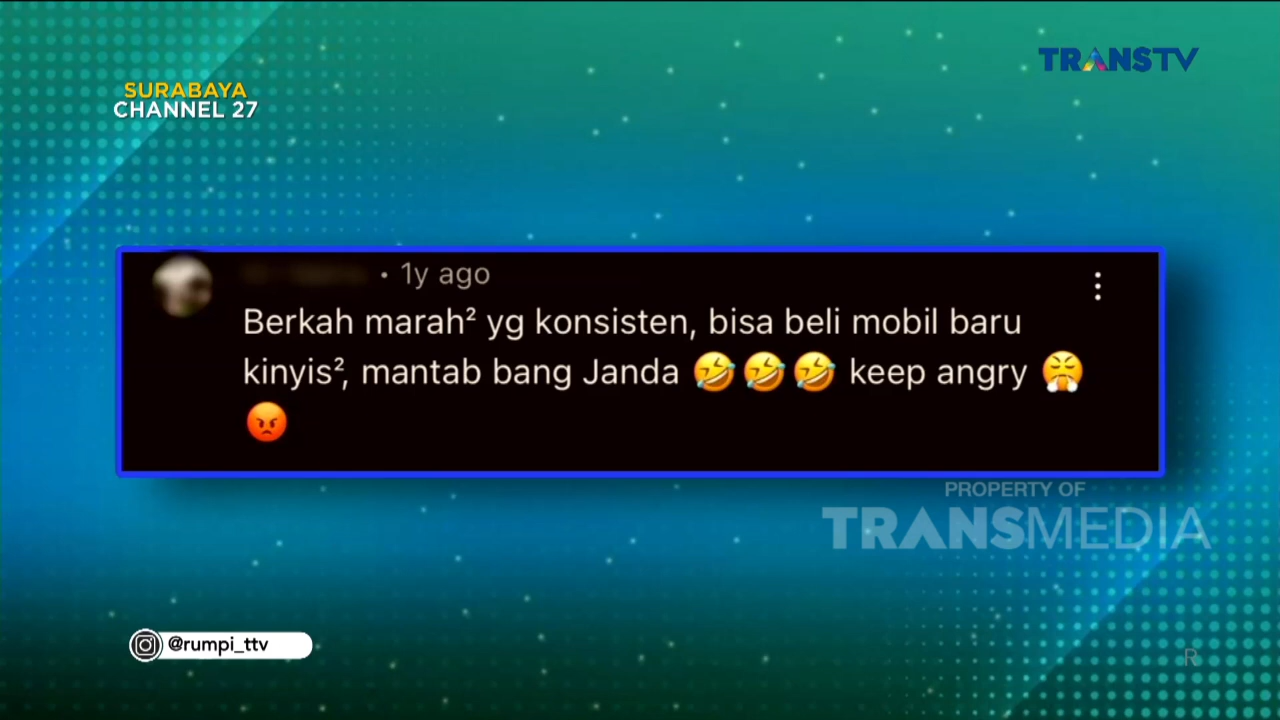 SURABAYA
CHANNEL 27
TRANSTV
• 1y ago
Berkah marah² yg konsisten, bisa beli mobil baru
kinyis², mantab bang Janda 🤣🤣🤣 keep angry 😤
😡
PROPERTY OF
TRANSMEDIA
@rumpi_ttv
R